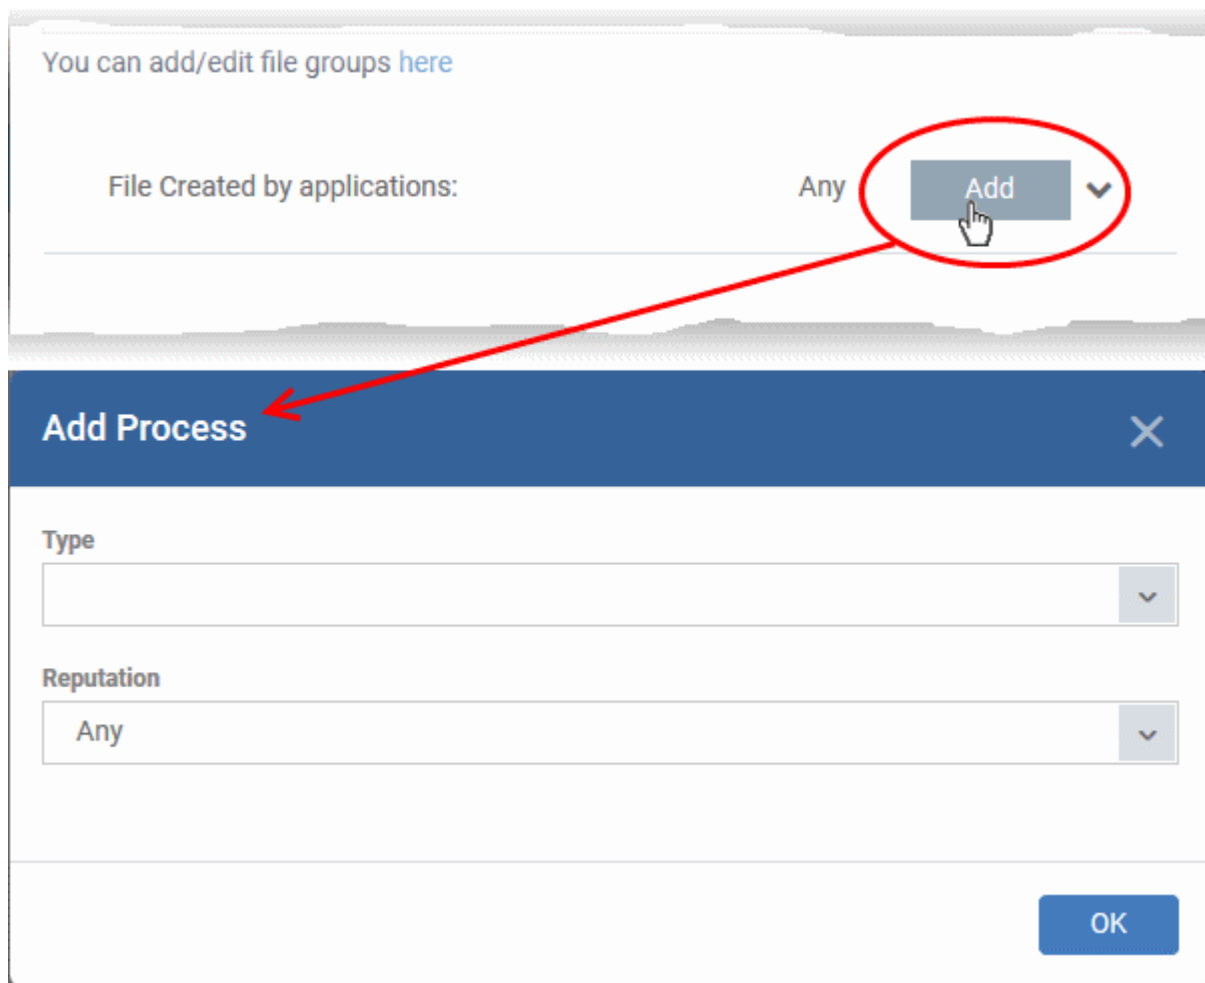 You can add/edit file groups here
File Created by applications: Any Add
Add Process
Type
Reputation
Any
OK